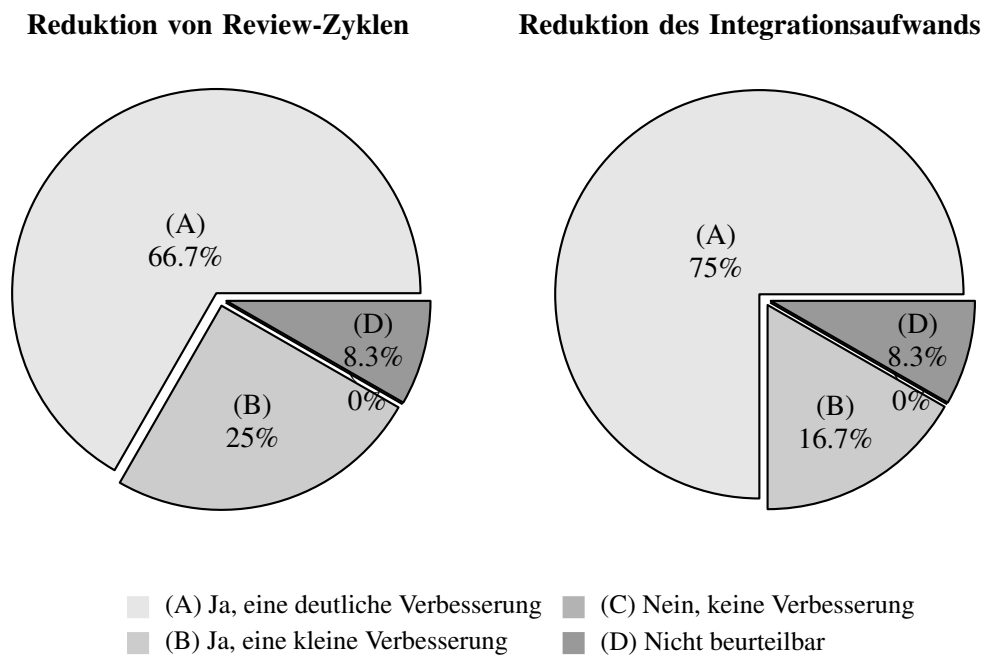 Reduktion von Review-Zyklen
(A)
66.7%
(D)
8.3%
0%
(B)
25%
Reduktion des Integrationsaufwands
(A)
75%
(D)
8.3%
0%
(B)
16.7%
(A) Ja, eine deutliche Verbesserung
(B) Ja, eine kleine Verbesserung
(C) Nein, keine Verbesserung
(D) Nicht beurteilbar